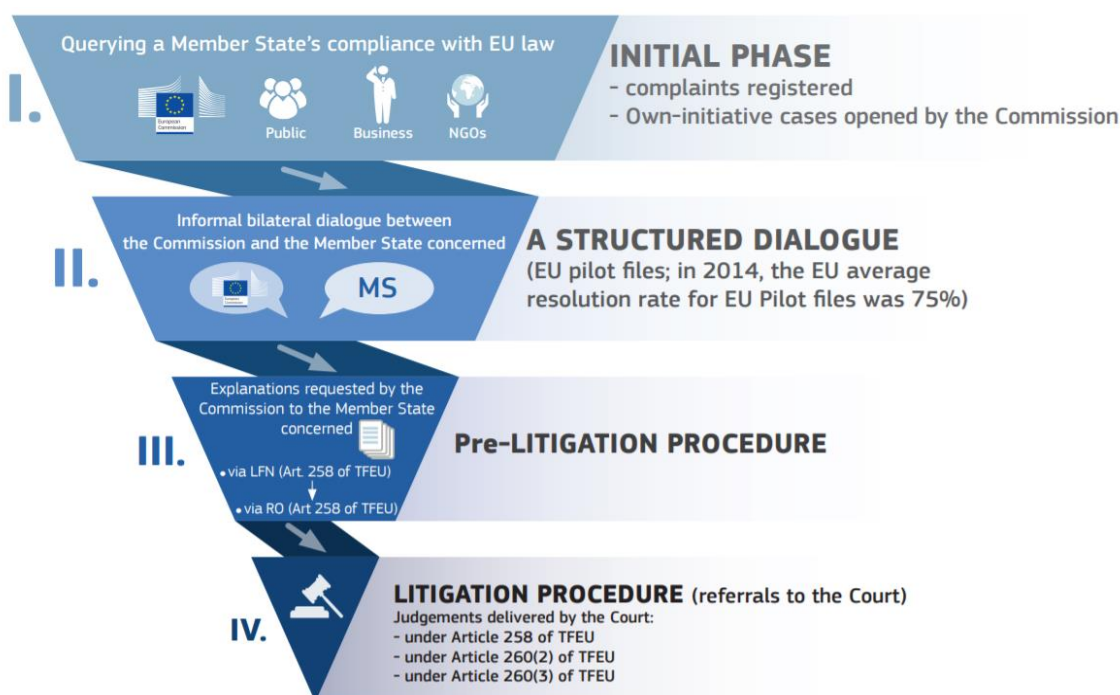 I.
Querying a Member State's compliance with EU law
European
Commission
Public
Business
NGOs
INITIAL PHASE
- complaints registered
- Own-initiative cases opened by the Commission
II.
Informal bilateral dialogue between
the Commission and the Member State concerned
European
Commission
MS
A STRUCTURED DIALOGUE
(EU pilot files; in 2014, the EU average
resolution rate for EU Pilot files was 75%)
III.
Explanations requested by the
Commission to the Member State
concerned
• via LFN (Art. 258 of TFEU)
• via RO (Art 258 of TFEU)
Pre-LITIGATION PROCEDURE
IV.
LITIGATION PROCEDURE (referrals to the Court)
Judgements delivered by the Court:
- under Article 258 of TFEU
- under Article 260(2) of TFEU
- under Article 260(3) of TFEU